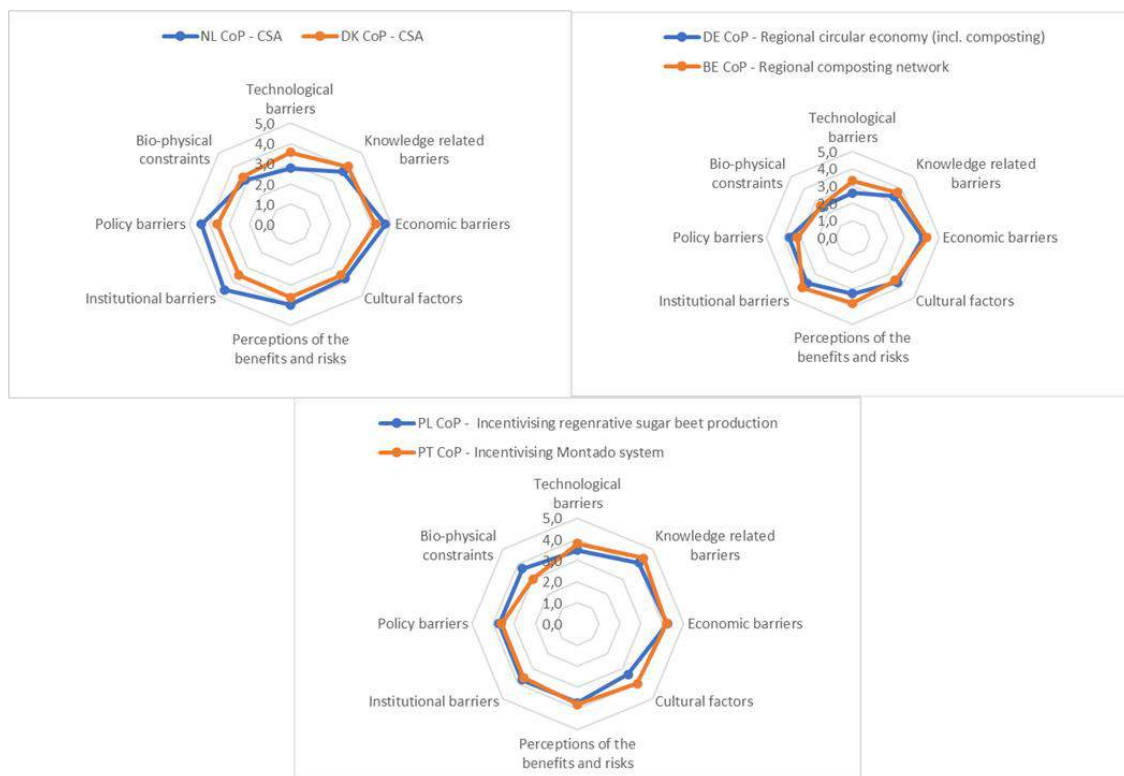 NL CoP - CSA
DK CoP - CSA
Technological
barriers
5,0
4,0
3,0
2,0
1,0
0,0
Knowledge related
barriers
Economic barriers
Cultural factors
Perceptions of the
benefits and risks
Institutional barriers
Policy barriers
Bio-physical
constraints
DE CoP - Regional circular economy (incl. composting)
BE CoP - Regional composting network
Technological
barriers
5,0
4,0
3,0
2,0
1,0
0,0
Knowledge related
barriers
Economic barriers
Cultural factors
Perceptions of the
benefits and risks
Institutional barriers
Policy barriers
Bio-physical
constraints
PL CoP - Incentivising regenrative sugar beet production
PT CoP - Incentivising Montado system
Technological
barriers
5,0
4,0
3,0
2,0
1,0
0,0
Knowledge related
barriers
Economic barriers
Cultural factors
Perceptions of the
benefits and risks
Institutional barriers
Policy barriers
Bio-physical
constraints